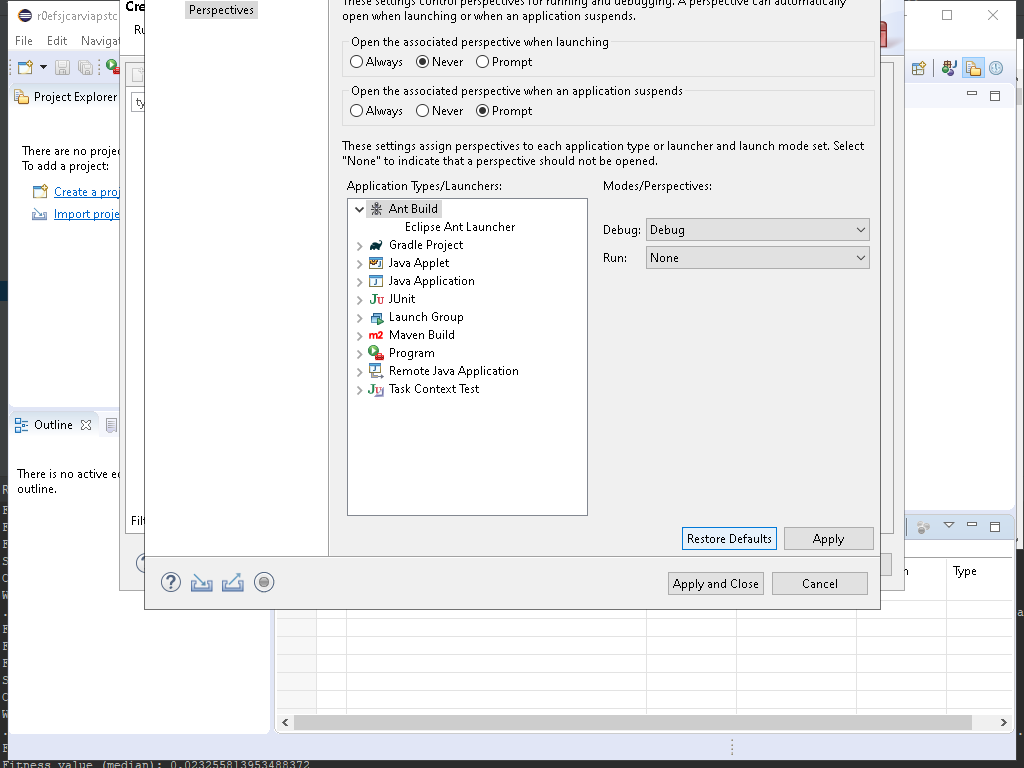 r0efsjcarviapstc
File Edit Navigat
Project Explorer
There are no projec
To add a project:
Create a proj
Import proje
Outline
There is no active ed
outline.
Cre
Ru
ty
Filt
Perspectives
These settings control perspectives for running and debugging. A perspective can automatically
open when launching or when an application suspends.
Open the associated perspective when launching
Always Never Prompt
Open the associated perspective when an application suspends
Always Never Prompt
These settings assign perspectives to each application type or launcher and launch mode set. Select
"None" to indicate that a perspective should not be opened.
Application Types/Launchers:
Ant Build
Eclipse Ant Launcher
Gradle Project
Java Applet
Java Application
JUnit
Launch Group
Maven Build
Program
Remote Java Application
Task Context Test
Modes/Perspectives:
Debug: Debug
Run: None
Restore Defaults Apply
Apply and Close Cancel
n Type
Fitness value (median): 0.023255813953488372